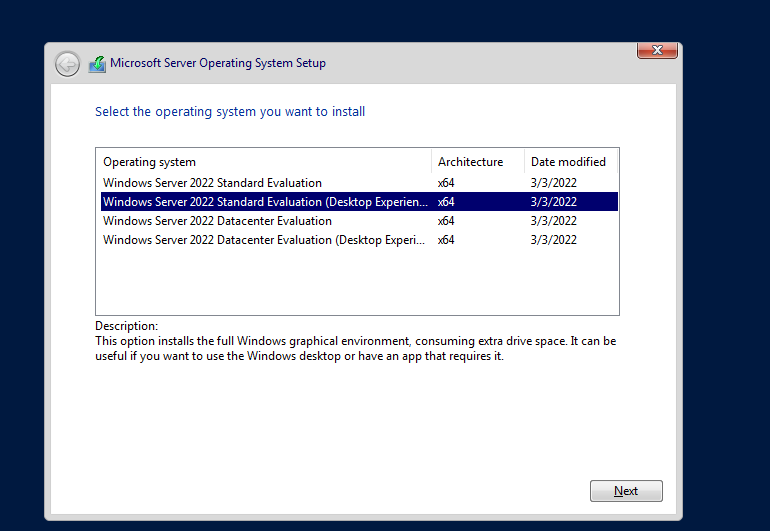 Microsoft Server Operating System Setup
Select the operating system you want to install
Operating system Architecture Date modified
Windows Server 2022 Standard Evaluation x64 3/3/2022
Windows Server 2022 Standard Evaluation (Desktop Experien... x64 3/3/2022
Windows Server 2022 Datacenter Evaluation x64 3/3/2022
Windows Server 2022 Datacenter Evaluation (Desktop Experi... x64 3/3/2022
Description:
This option installs the full Windows graphical environment, consuming extra drive space. It can be
useful if you want to use the Windows desktop or have an app that requires it.
Next